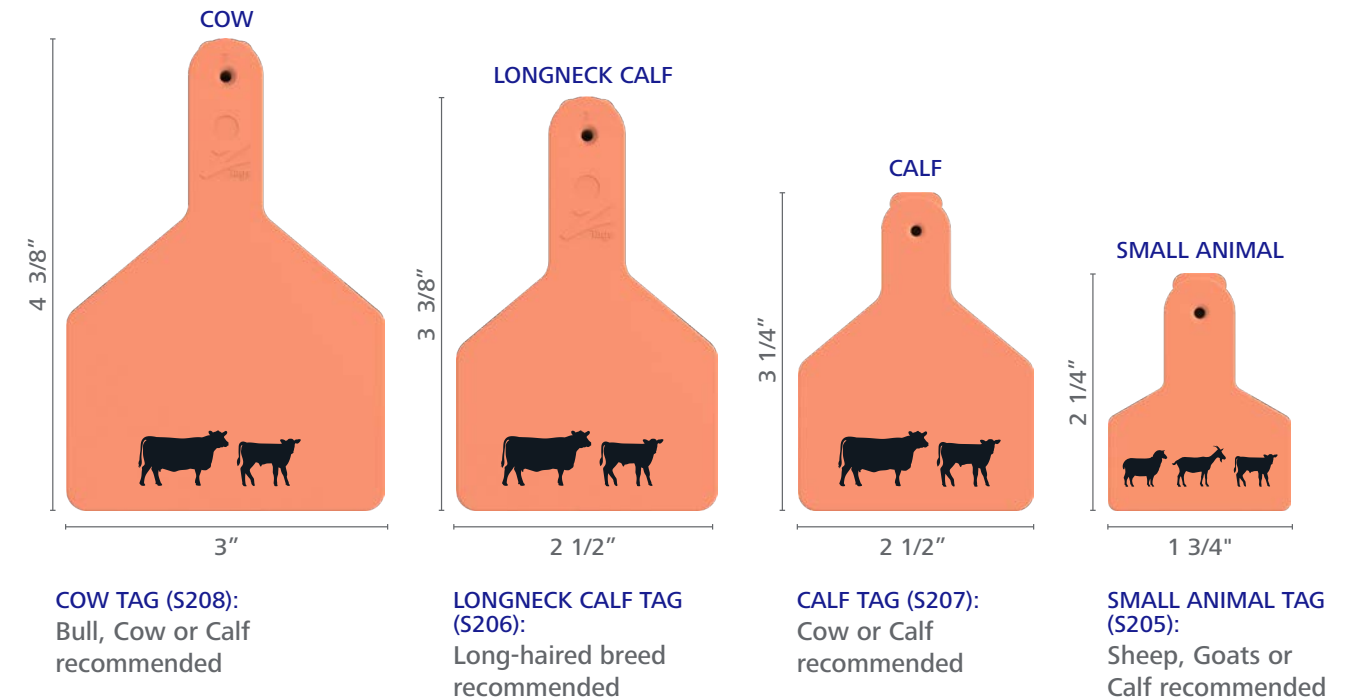 COW
LONGNECK CALF
CALF
SMALL ANIMAL
4 3/8”
3 3/8”
3 1/4”
2 1/4”
3”
2 1/2”
2 1/2”
1 3/4"
COW TAG (S208):
Bull, Cow or Calf
recommended
LONGNECK CALF TAG
(S206):
Long-haired breed
recommended
CALF TAG (S207):
Cow or Calf
recommended
SMALL ANIMAL TAG
(S205):
Sheep, Goats or
Calf recommended